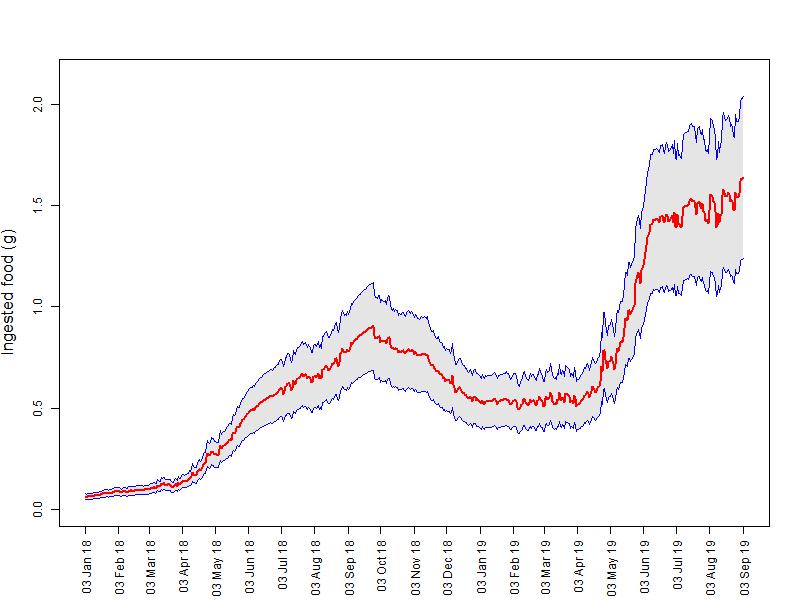 Ingested food (g)
2.0
1.5
1.0
0.5
0.0
03 Jan 18
03 Feb 18
03 Mar 18
03 Apr 18
03 May 18
03 Jun 18
03 Jul 18
03 Aug 18
03 Sep 18
03 Oct 18
03 Nov 18
03 Dec 18
03 Jan 19
03 Feb 19
03 Mar 19
03 Apr 19
03 May 19
03 Jun 19
03 Jul 19
03 Aug 19
03 Sep 19